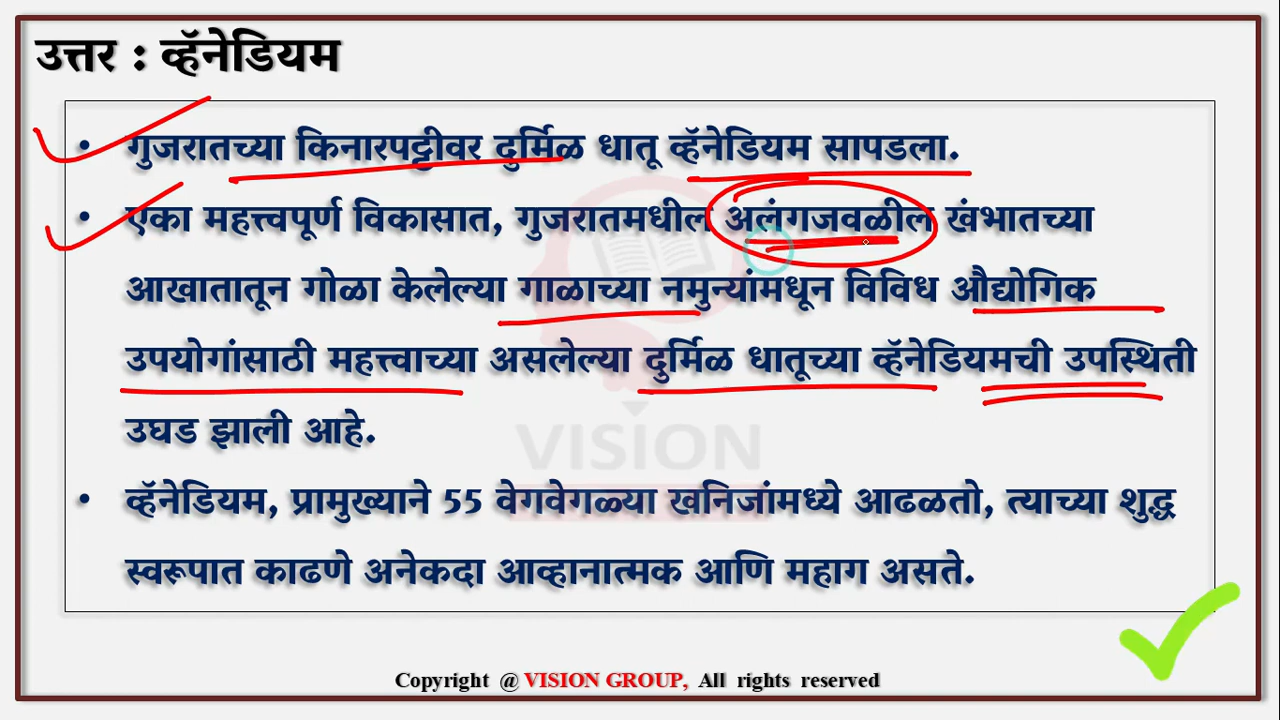 उत्तर : व्हॅनेडियम
• गुजरातच्या किनारपट्टीवर दुर्मिळ धातू व्हॅनेडियम सापडला.
• एका महत्त्वपूर्ण विकासात, गुजरातमधील अलंगजवळील खंभातच्या
आखातातून गोळा केलेल्या गाळाच्या नमुन्यांमधून विविध औद्योगिक
उपयोगांसाठी महत्त्वाच्या असलेल्या दुर्मिळ धातूच्या व्हॅनेडियमची उपस्थिती
उघड झाली आहे.
VISION
• व्हॅनेडियम, प्रामुख्याने 55 वेगवेगळ्या खनिजांमध्ये आढळतो, त्याच्या शुद्ध
स्वरूपात काढणे अनेकदा आव्हानात्मक आणि महाग असते.
Copyright @ VISION GROUP, All rights reserved